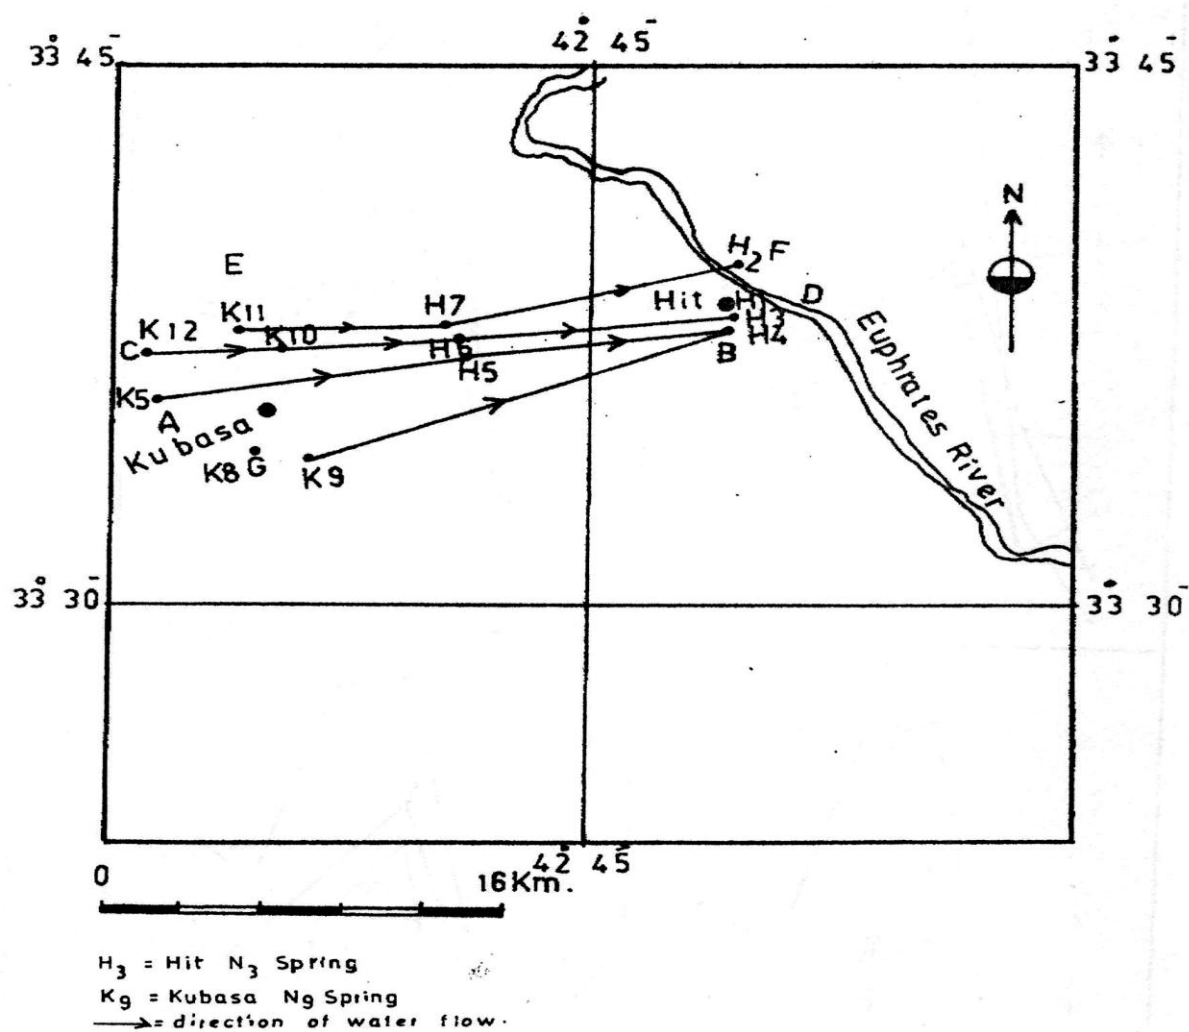 42° 45-
33° 45-
33° 45-
N
H2 F
E
Hit
H1
D
H7
K11
H3
K12
K10
H4
C
H6
B
H5
K5
A
Kubasa
K8 G
K9
Euphrates River
33° 30-
33° 30-
42° 45-
0
16Km.
H3 = Hit N3 Spring
K9 = Kubasa N9 Spring
= direction of water flow.